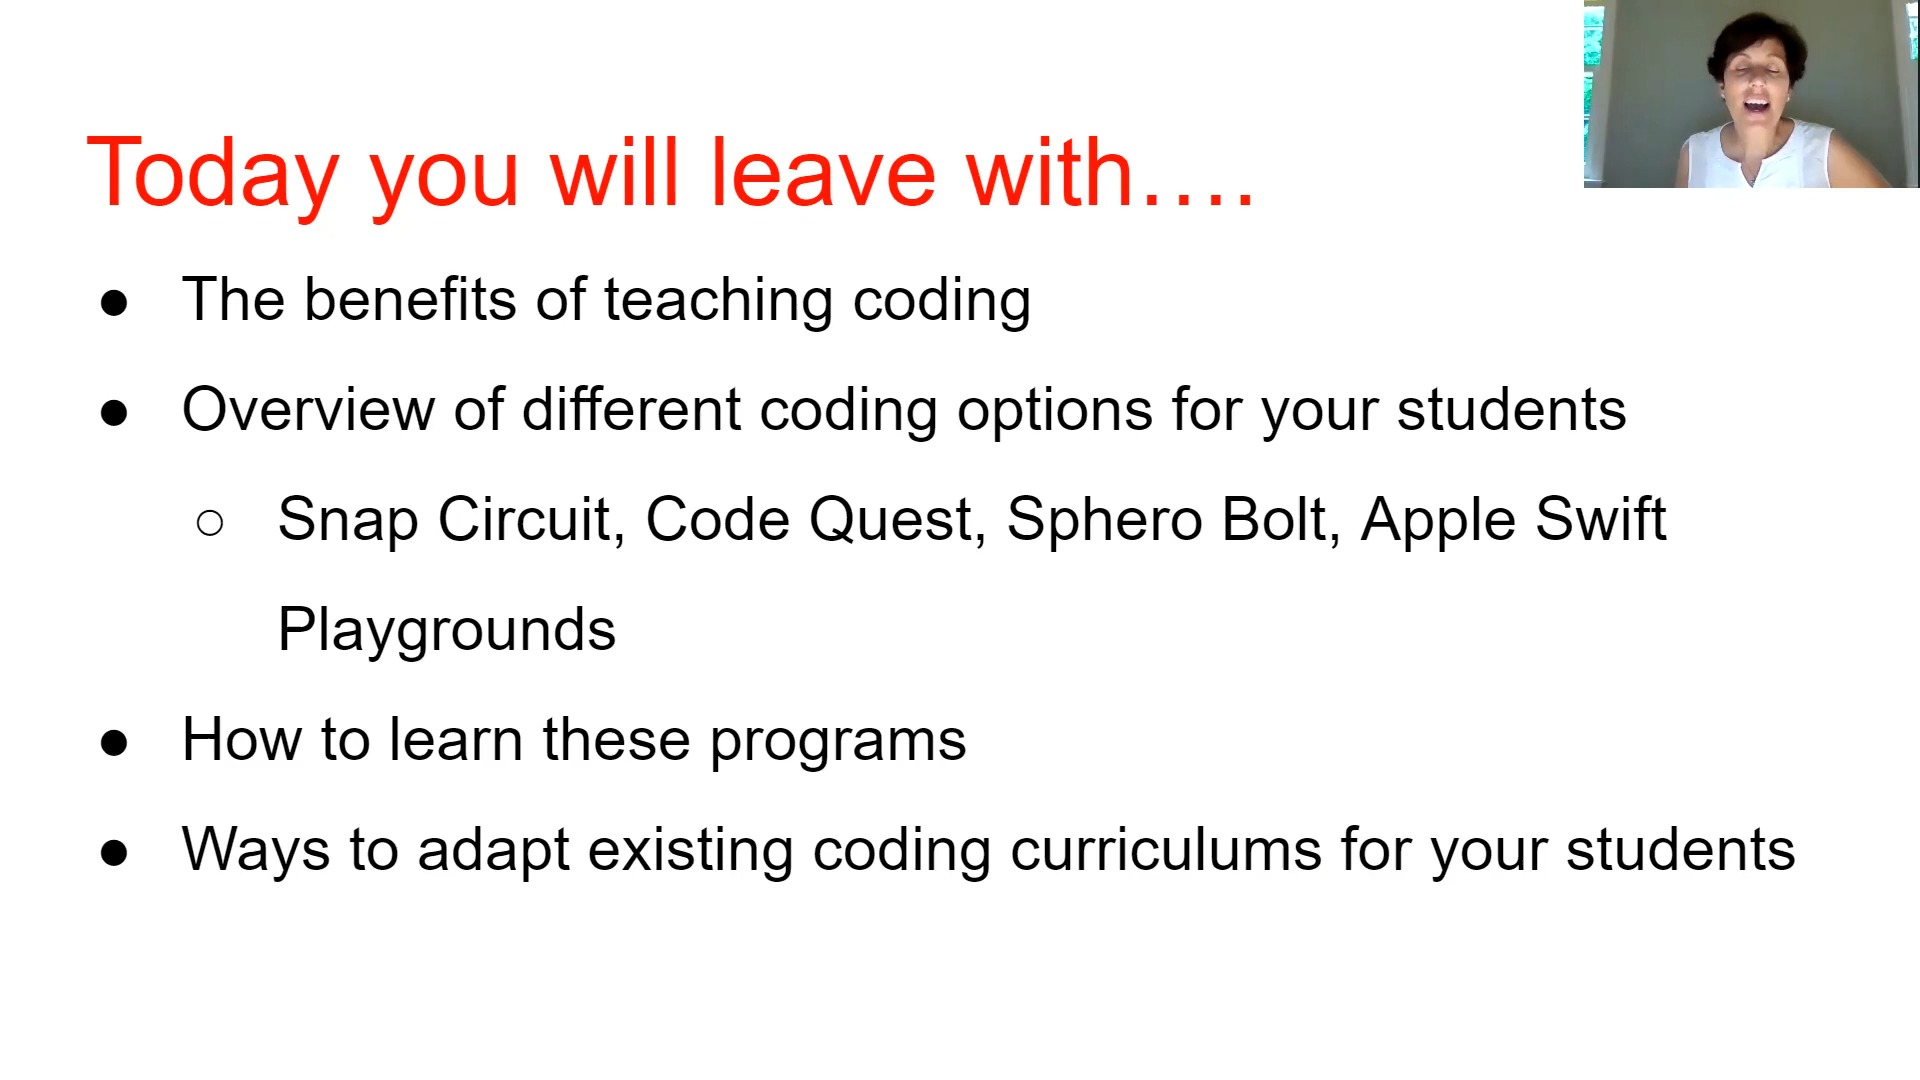 Today you will leave with….
● The benefits of teaching coding
● Overview of different coding options for your students
○ Snap Circuit, Code Quest, Sphero Bolt, Apple Swift
Playgrounds
● How to learn these programs
● Ways to adapt existing coding curriculums for your students